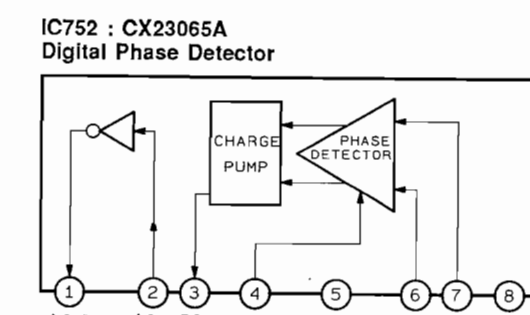 IC752 : CX23065A
Digital Phase Detector
CHARGE
PUMP
PHASE
DETECTOR
1 2 3 4 5 6 7 8